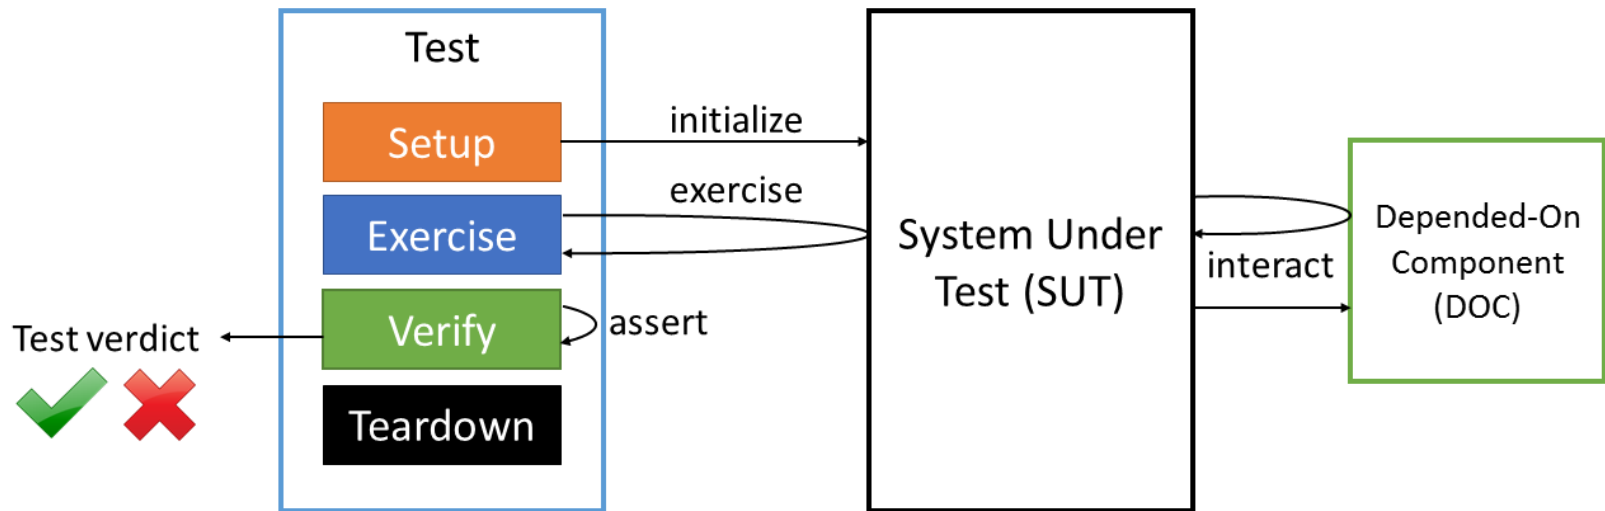 Test
Setup
Exercise
Verify
Teardown
initialize
exercise
assert
Test verdict
System Under
Test (SUT)
interact
Depended-On
Component
(DOC)